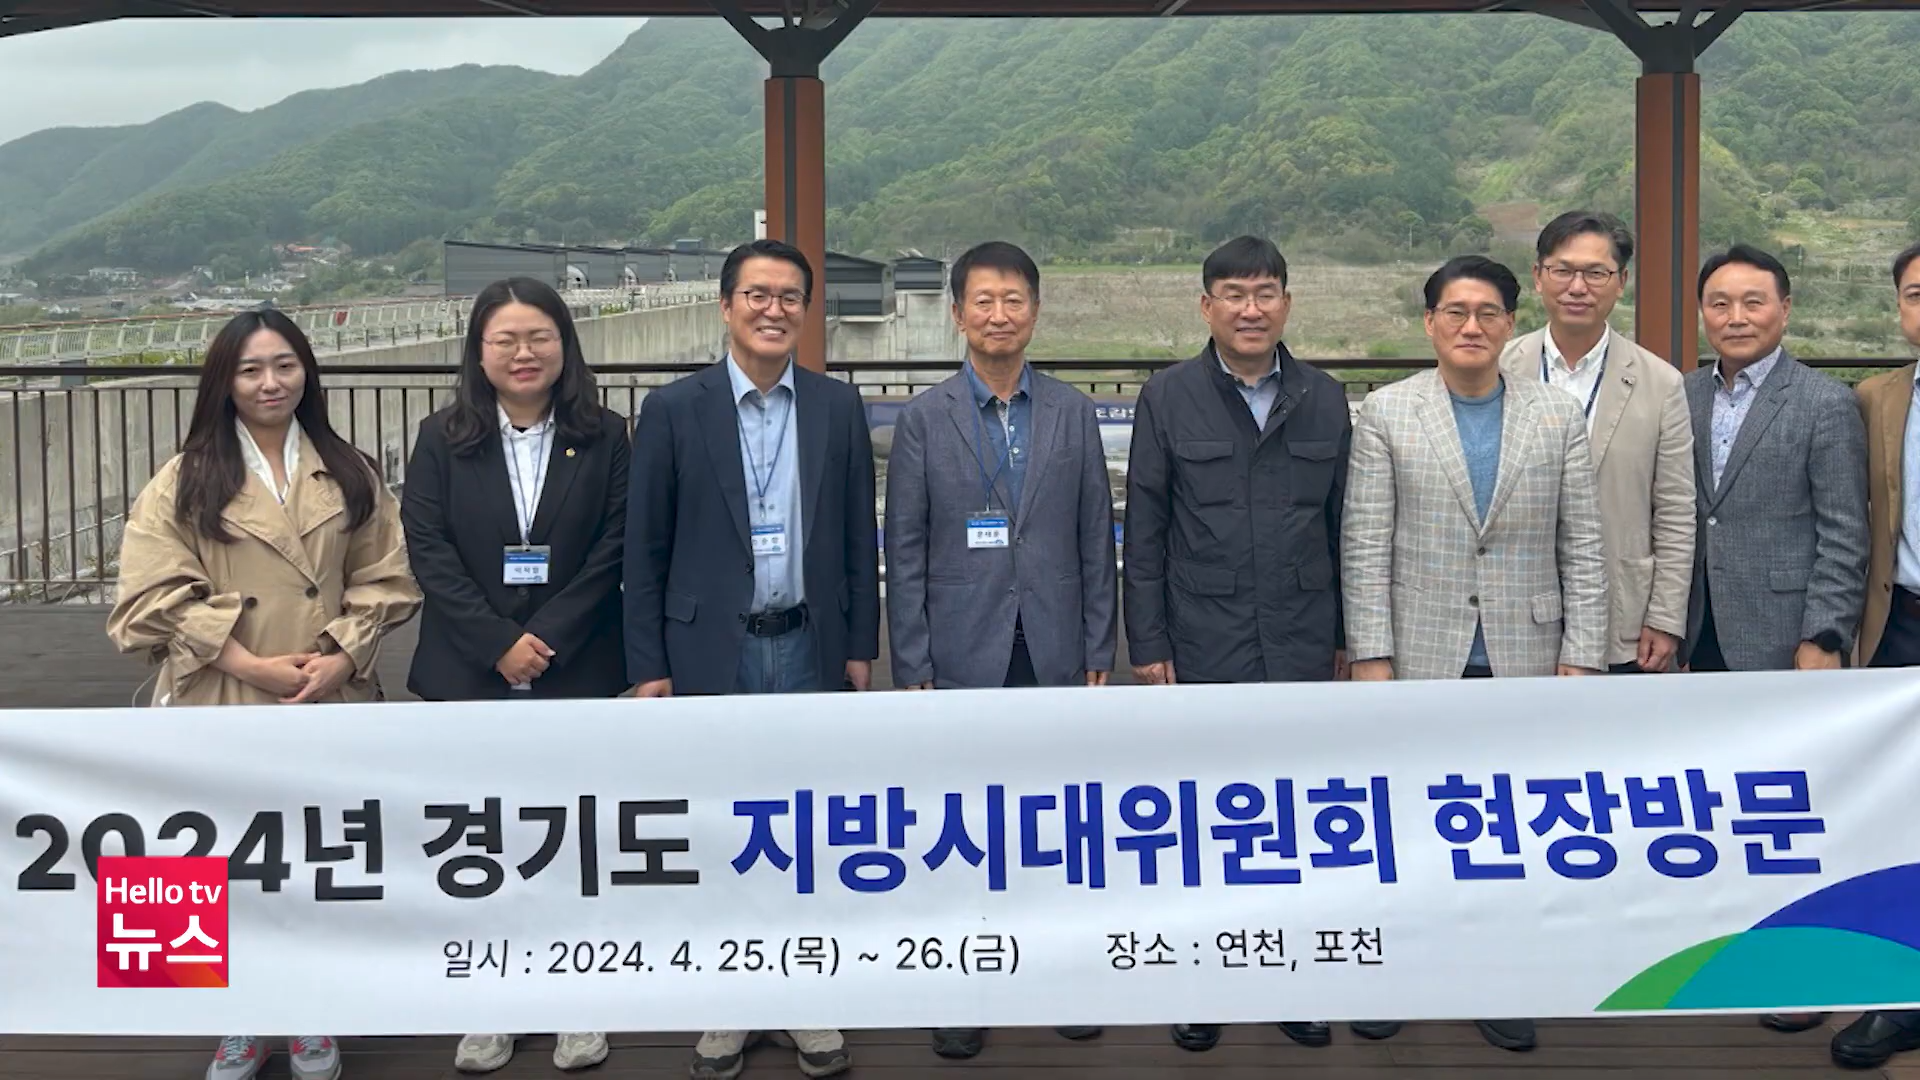 2024년 경기도 지방시대위원회 현장방문
일시 : 2024. 4. 25.(목) ~ 26.(금) 장소 : 연천, 포천
Hello tv
뉴스